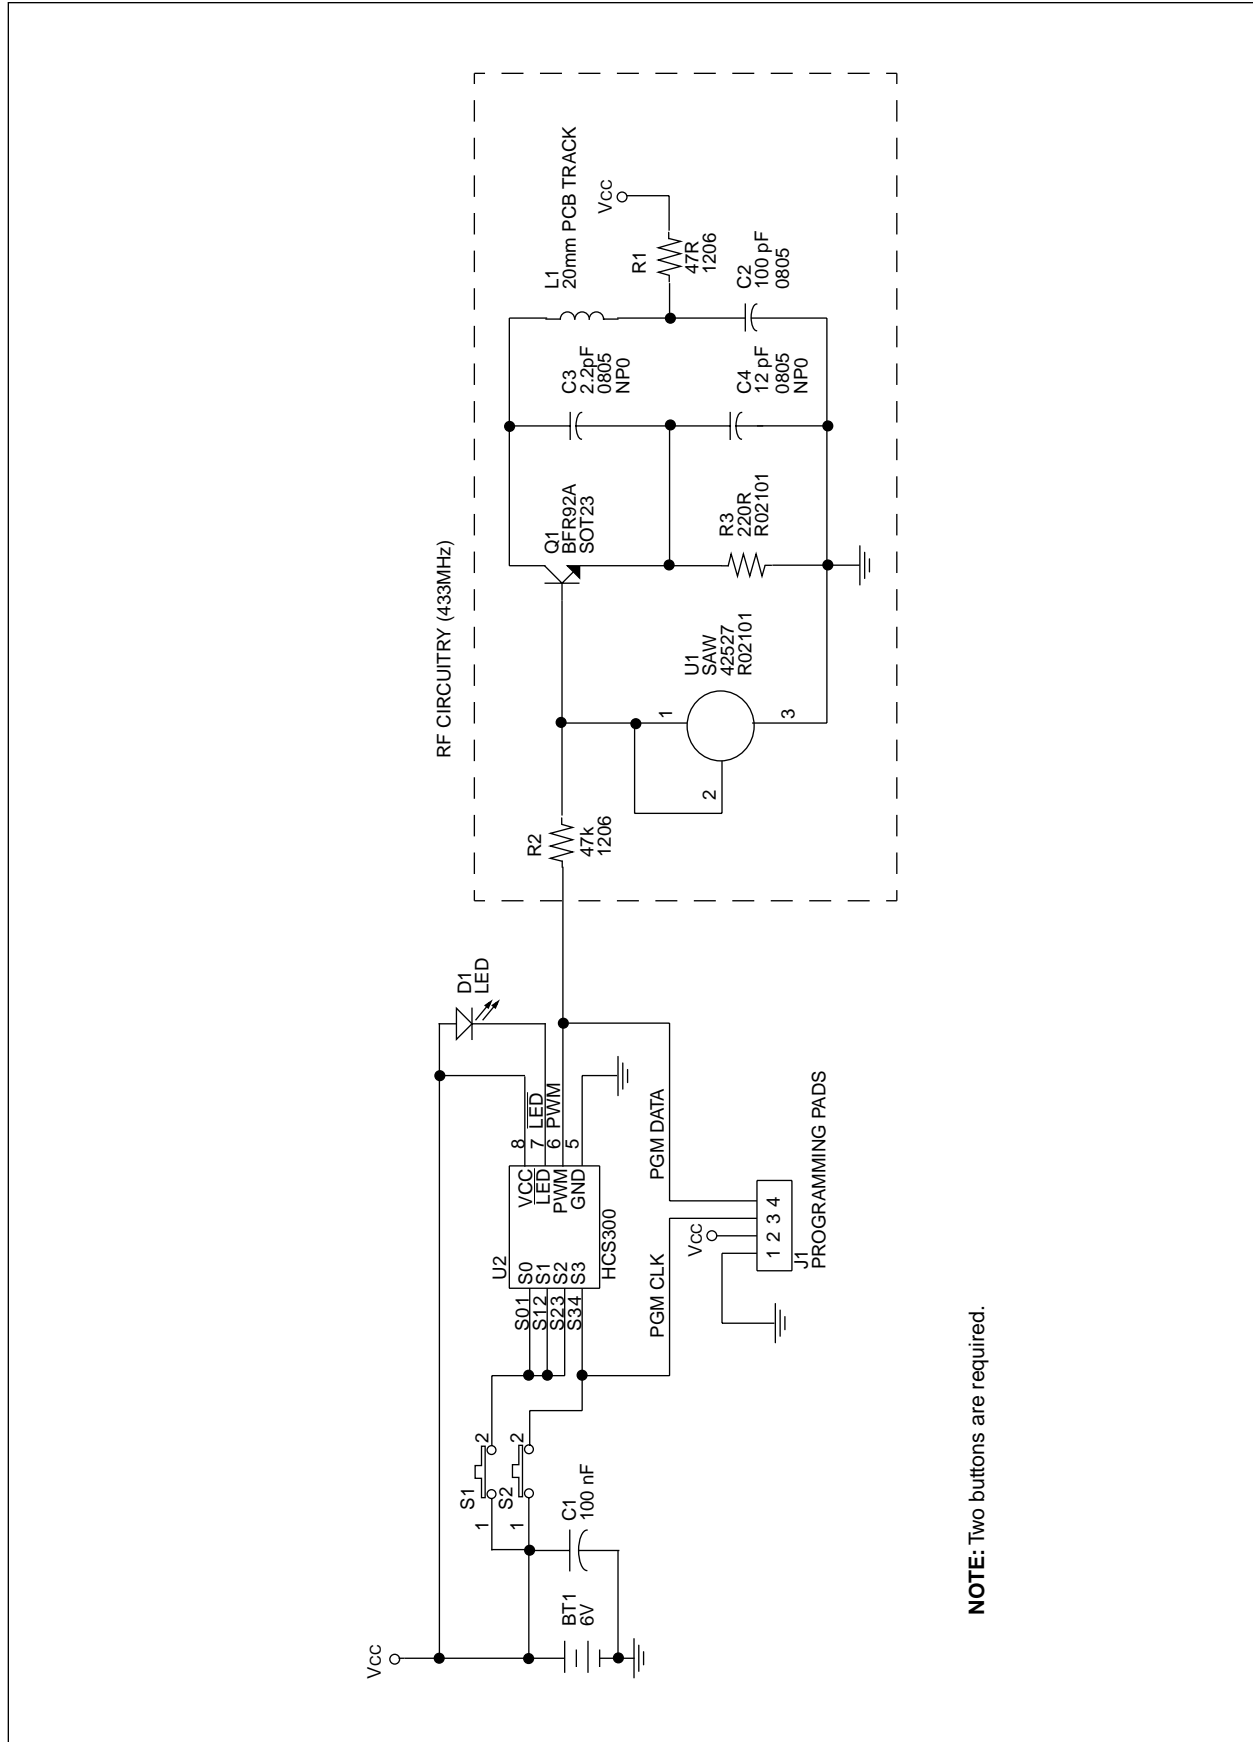 RF CIRCUITRY (433MHz)
VCC
BT1
6V
C1
100 nF
S1
1
2
S2
1
2
S01
S12
S23
S34
U2
S0
S1
S2
S3
HCS300
VCC
LED
PWM
GND
8
7
6
5
LED
PWM
D1
LED
PGM CLK
PGM DATA
VCC
1 2 3 4
J1
PROGRAMMING PADS
R2
47k
1206
U1
SAW
42527
R02101
1
2
3
Q1
BFR92A
SOT23
R3
220R
R02101
C3
2.2pF
0805
NP0
C4
12 pF
0805
NP0
L1
20mm PCB TRACK
R1
47R
1206
VCC
C2
100 pF
0805
NOTE: Two buttons are required.